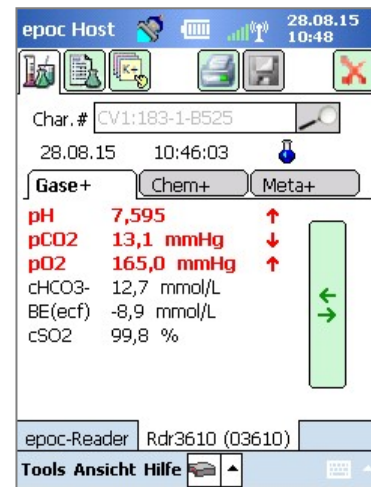 epoc Host 28.08.15
10:48
K+
Char. # CV1:183-1-B525
28.08.15 10:46:03
Gase+ Chem+ Meta+
pH 7,595 ↑
pCO2 13,1 mmHg ↓
pO2 165,0 mmHg ↑
cHCO3- 12,7 mmol/L
BE(ecf) -8,9 mmol/L
cSO2 99,8 %
epoc-Reader Rdr3610 (03610)
Tools Ansicht Hilfe